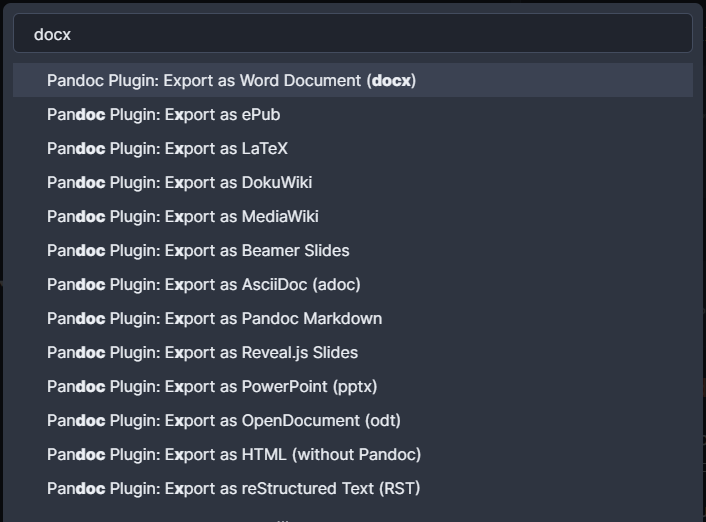 docx
Pandoc Plugin: Export as Word Document (docx)
Pandoc Plugin: Export as ePub
Pandoc Plugin: Export as LaTeX
Pandoc Plugin: Export as DokuWiki
Pandoc Plugin: Export as MediaWiki
Pandoc Plugin: Export as Beamer Slides
Pandoc Plugin: Export as AsciiDoc (adoc)
Pandoc Plugin: Export as Pandoc Markdown
Pandoc Plugin: Export as Reveal.js Slides
Pandoc Plugin: Export as PowerPoint (pptx)
Pandoc Plugin: Export as OpenDocument (odt)
Pandoc Plugin: Export as HTML (without Pandoc)
Pandoc Plugin: Export as reStructured Text (RST)